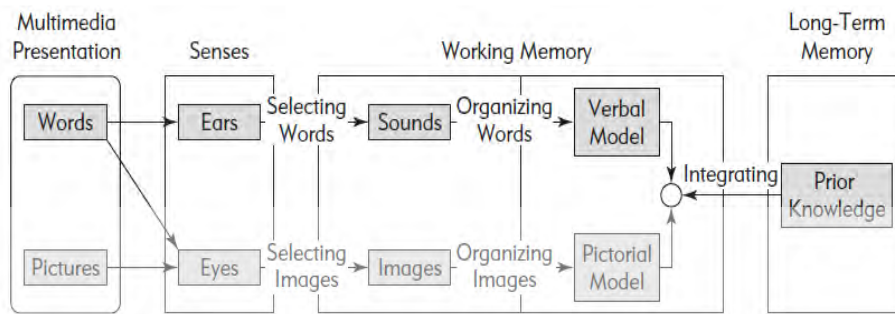 Multimedia
Presentation
Senses
Working Memory
Long-Term
Memory
Words
Ears
Selecting
Words
Sounds
Organizing
Words
Verbal
Model
Integrating
Prior
Knowledge
Pictures
Eyes
Selecting
Images
Images
Organizing
Images
Pictorial
Model